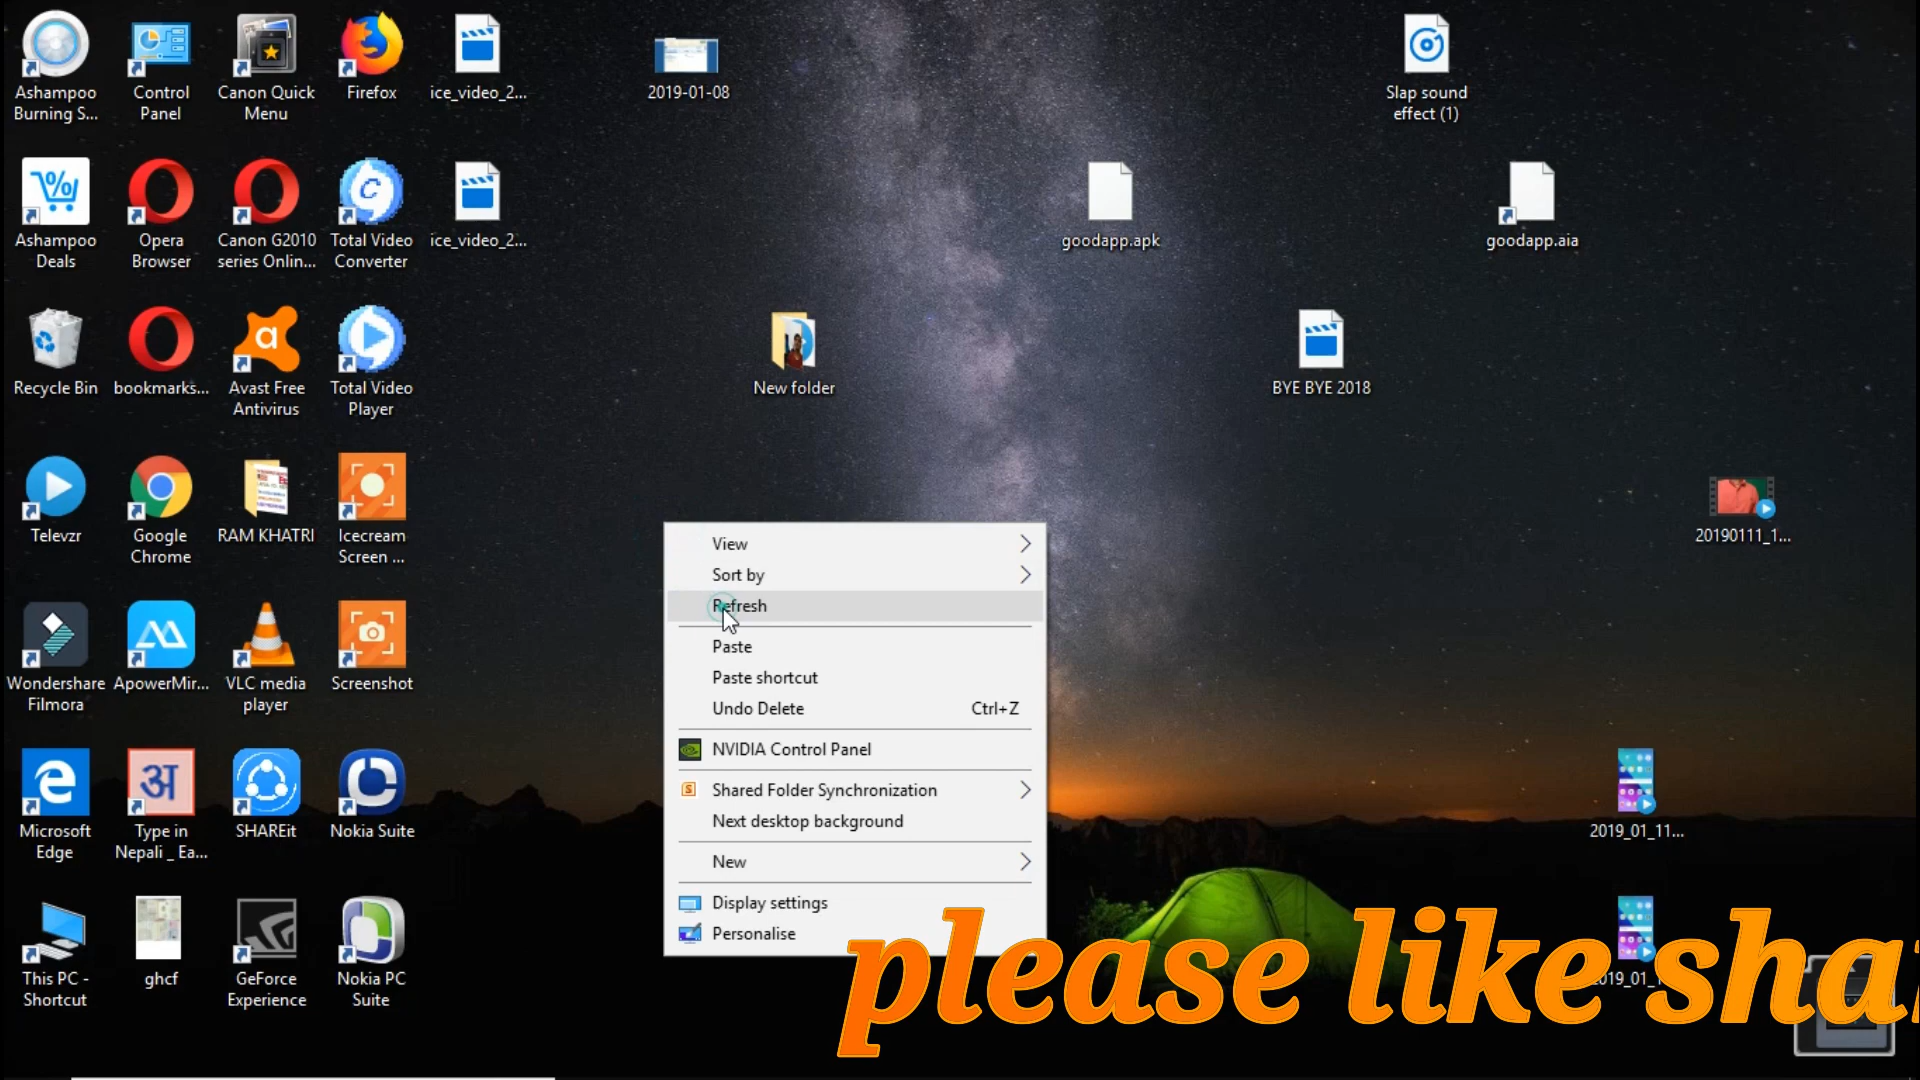 Ashampoo
Burning S...
Control
Panel
Canon Quick
Menu
Firefox
ice_video_2...
2019-01-08
Slap sound
effect (1)
Ashampoo
Deals
Opera
Browser
Canon G2010
series Onlin...
Total Video
Converter
ice_video_2...
goodapp.apk
goodapp.aia
Recycle Bin
bookmarks...
Avast Free
Antivirus
Total Video
Player
New folder
BYE BYE 2018
Televzr
Google
Chrome
RAM KHATRI
Icecream
Screen ...
20190111_1...
View
Sort by
Refresh
Paste
Paste shortcut
Undo Delete Ctrl+Z
NVIDIA Control Panel
Shared Folder Synchronization
Next desktop background
New
Display settings
Personalise
Wondershare
Filmora
ApowerMir...
VLC media
player
Screenshot
Microsoft
Edge
Type in
Nepali _ Ea...
अ
SHAREit
Nokia Suite
2019_01_11...
This PC -
Shortcut
ghcf
GeForce
Experience
Nokia PC
Suite
please like